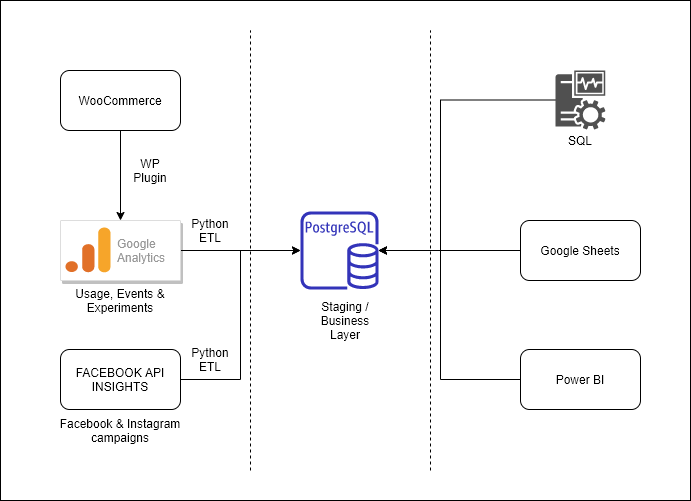 WooCommerce
WP
Plugin
Google
Analytics
Usage, Events &
Experiments
Python
ETL
FACEBOOK API
INSIGHTS
Facebook & Instagram
campaigns
Python
ETL
PostgreSQL
Staging /
Business
Layer
SQL
Google Sheets
Power BI